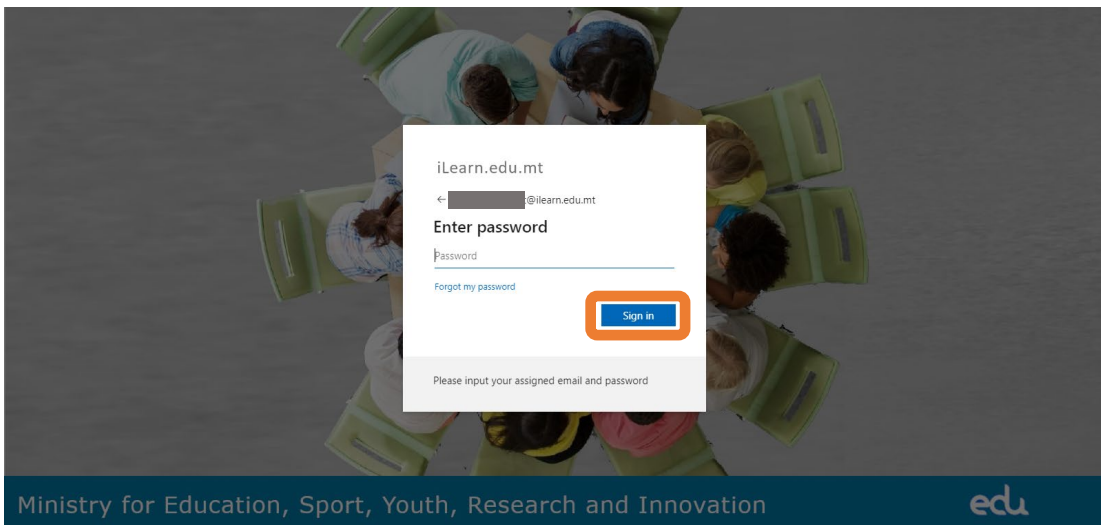 iLearn.edu.mt
@ilearn.edu.mt
Enter password
Password
Forgot my password
Sign in
Please input your assigned email and password
Ministry for Education, Sport, Youth, Research and Innovation
edu